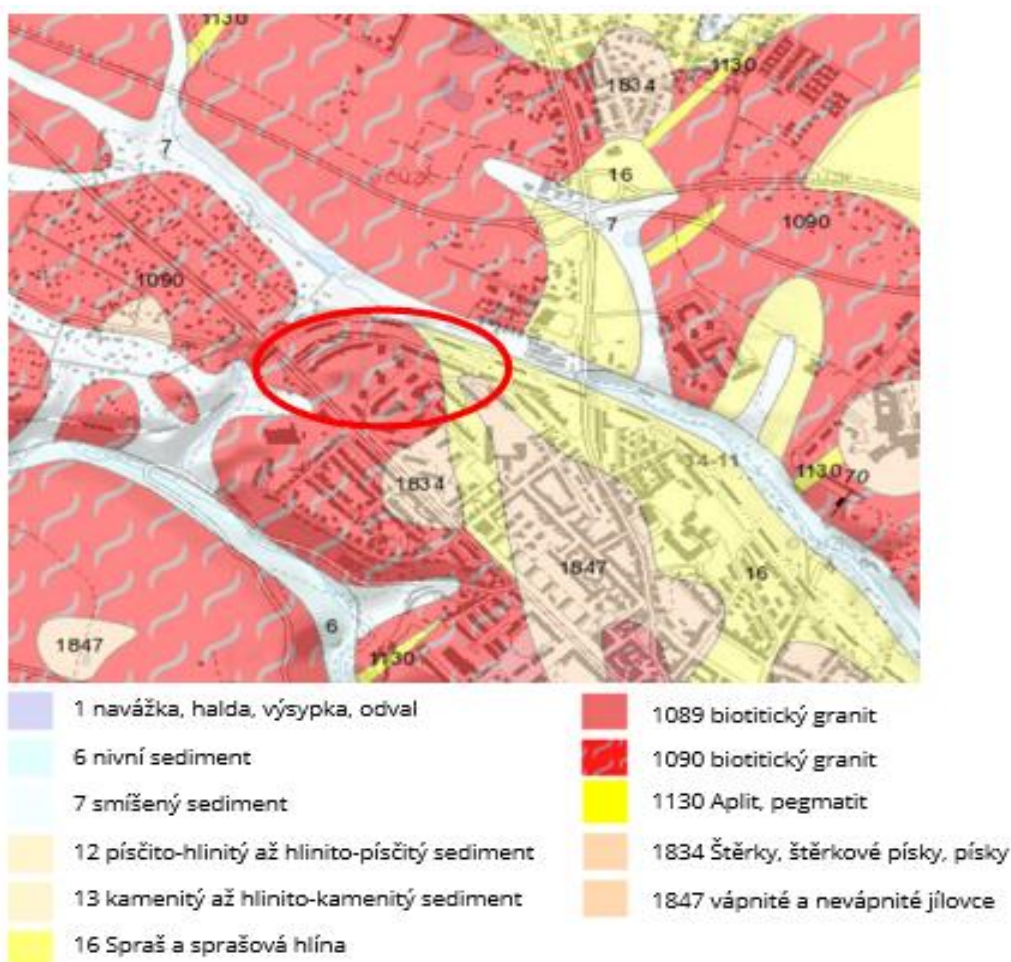 1130
1130
1834
7
16
7
1090
1090
1834
14-11
1130
70
1847
16
6
1847
1130
1 navážka, halda, výsypka, odval
6 nivní sediment
7 smíšený sediment
12 písčito-hlinitý až hlinito-písčitý sediment
13 kamenitý až hlinito-kamenitý sediment
16 Spraš a sprašová hlína
1089 biotitický granit
1090 biotitický granit
1130 Aplit, pegmatit
1834 Štěrky, štěrkové písky, písky
1847 vápnité a nevápnité jílovce